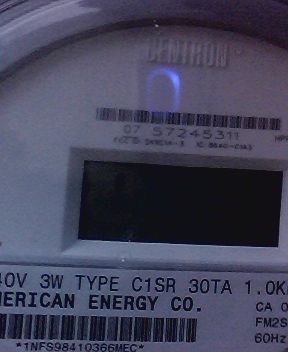 CENTRON
07 57245311
40V 3W TYPE C1SR 30TA 1.0K
MERICAN ENERGY CO.
CA 0
FM2S
60Hz
*1NFS98410366MEC*